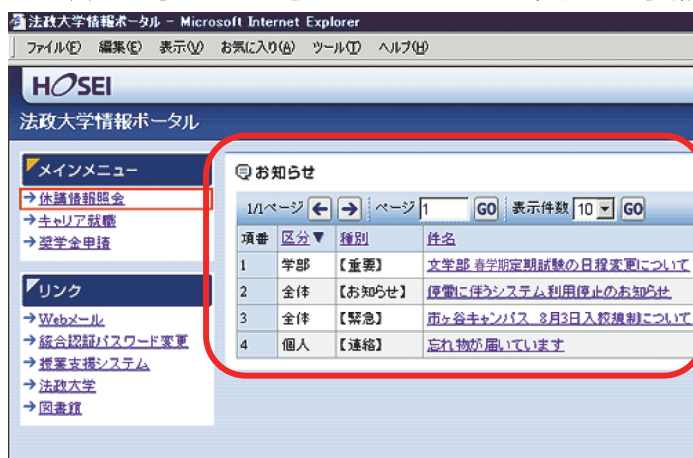 法政大学情報ポータル - Microsoft Internet Explorer
ファイル(F) 編集(E) 表示(V) お気に入り(A) ツール(T) ヘルプ(H)
HOSEI
法政大学情報ポータル
メインメニュー
休講情報照会
キャリア就職
奨学金申請
リンク
Webメール
統合認証パスワード変更
授業支援システム
法政大学
図書館
お知らせ
1/1ページ ページ 1 GO 表示件数 10 GO
項番 区分▼ 種別 件名
1 学部 【重要】 文学部 春学期定期試験の日程変更について
2 全体 【お知らせ】 停電に伴うシステム利用停止のお知らせ
3 全体 【緊急】 市ヶ谷キャンパス 8月3日入校規制について
4 個人 【連絡】 忘れ物が届いています